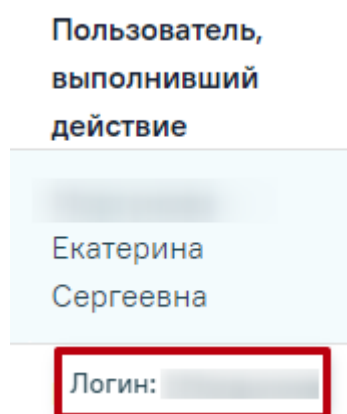 Пользователь,
выполнивший
действие
Екатерина
Сергеевна
Логин: